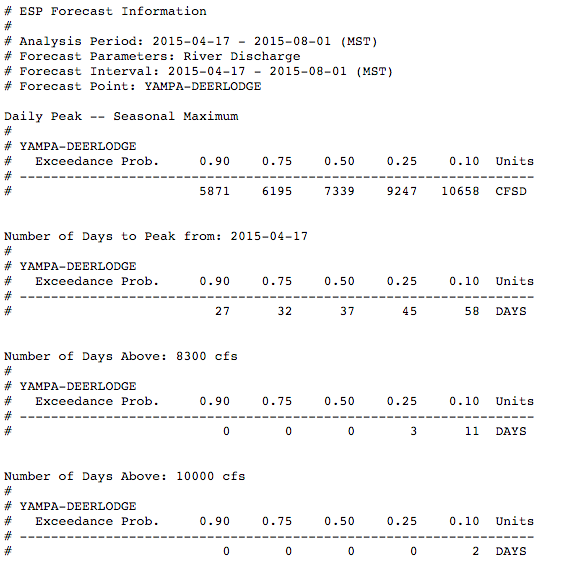 # ESP Forecast Information
#
# Analysis Period: 2015-04-17 - 2015-08-01 (MST)
# Forecast Parameters: River Discharge
# Forecast Interval: 2015-04-17 - 2015-08-01 (MST)
# Forecast Point: YAMPA-DEERLODGE

Daily Peak -- Seasonal Maximum
#
# YAMPA-DEERLODGE
#   Exceedance Prob.     0.90    0.75    0.50    0.25    0.10  Units
# ------------------------------------------------------------------
#                        5871    6195    7339    9247   10658  CFSD

Number of Days to Peak from: 2015-04-17
#
# YAMPA-DEERLODGE
#   Exceedance Prob.     0.90    0.75    0.50    0.25    0.10  Units
# ------------------------------------------------------------------
#                          27      32      37      45      58  DAYS

Number of Days Above: 8300 cfs
#
# YAMPA-DEERLODGE
#   Exceedance Prob.     0.90    0.75    0.50    0.25    0.10  Units
# ------------------------------------------------------------------
#                           0       0       0       3      11  DAYS

Number of Days Above: 10000 cfs
#
# YAMPA-DEERLODGE
#   Exceedance Prob.     0.90    0.75    0.50    0.25    0.10  Units
# ------------------------------------------------------------------
#                           0       0       0       0       2  DAYS